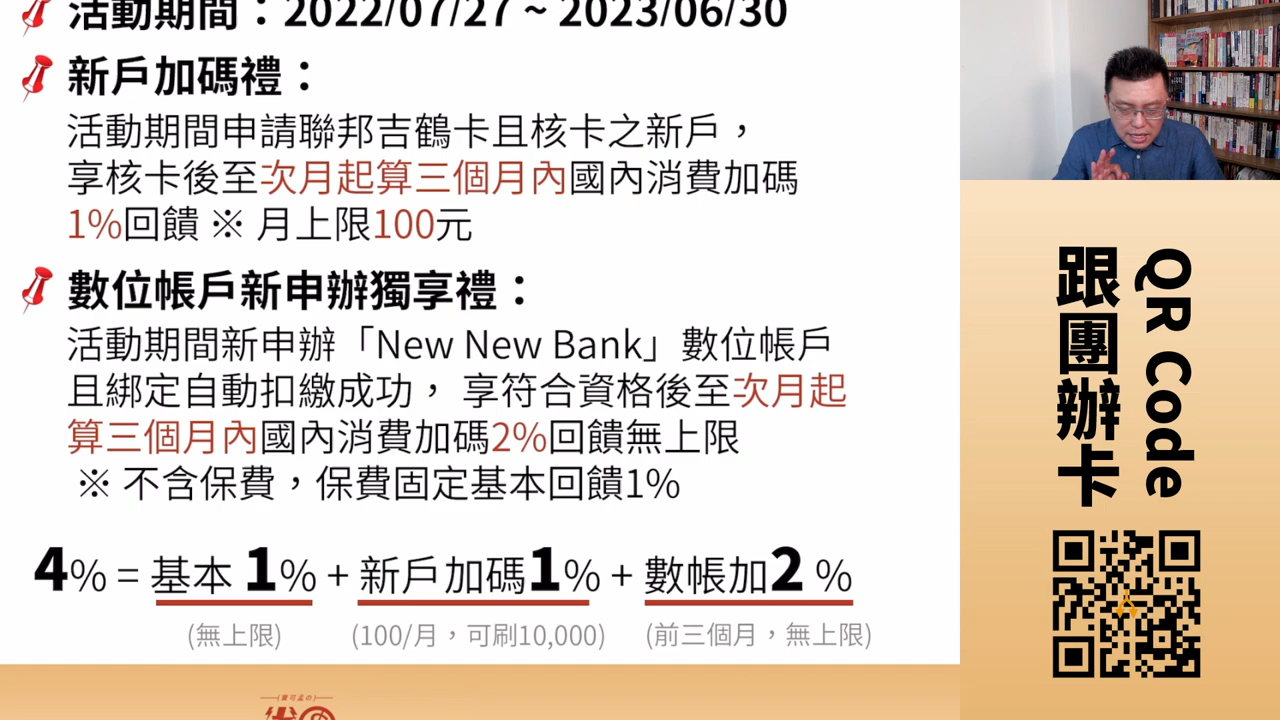 活動期間：2022/07/27 ~ 2023/06/30
新戶加碼禮：
活動期間申請聯邦吉鶴卡且核卡之新戶，
享核卡後至次月起算三個月內國內消費加碼
1%回饋 ※ 月上限100元
數位帳戶新申辦獨享禮：
活動期間新申辦「New New Bank」數位帳戶
且綁定自動扣繳成功， 享符合資格後至次月起
算三個月內國內消費加碼2%回饋無上限
※ 不含保費，保費固定基本回饋1%
4% = 基本 1% + 新戶加碼1% + 數帳加2 %
(無上限)
(100/月，可刷10,000)
(前三個月，無上限)
QR Code
跟團辦卡